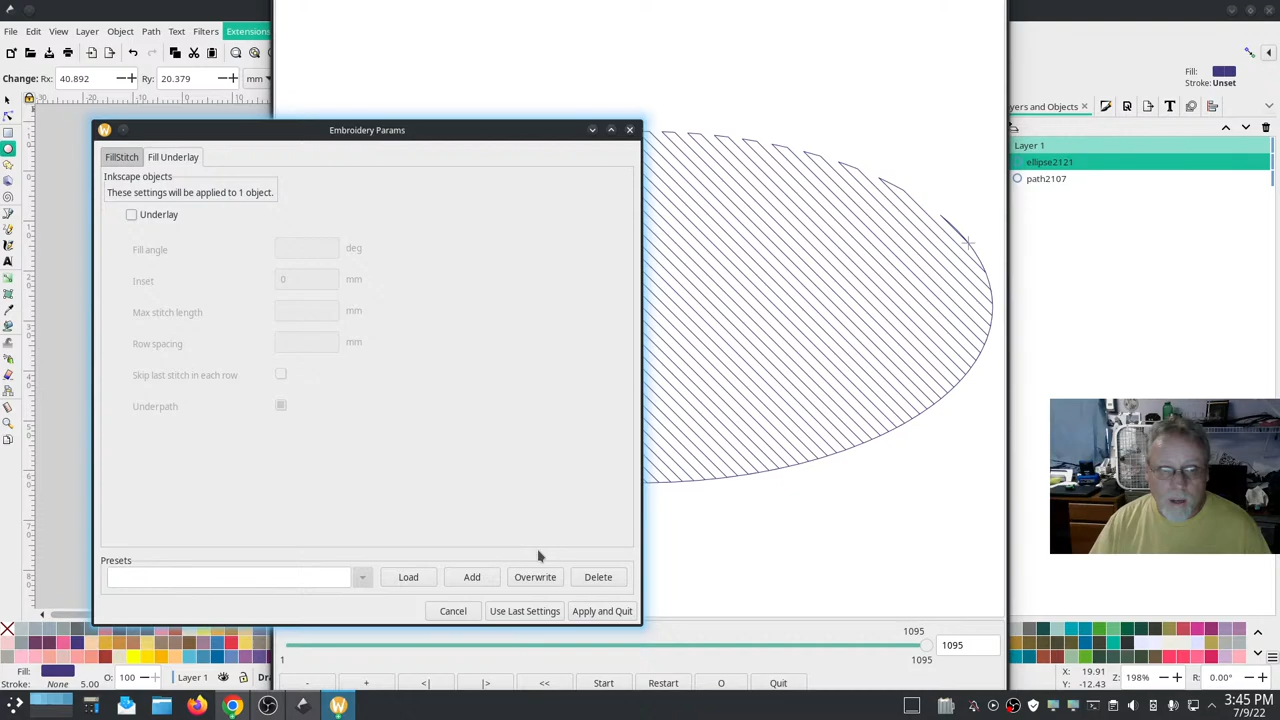 File Edit View Layer Object Path Text Filters Extensions
Change: Rx: 40.892 Ry: 20.379 mm
Fill:
Stroke: Unset
Layers and Objects
Layer 1
ellipse2121
path2107
Embroidery Params
FillStitch Fill Underlay
Inkscape objects
These settings will be applied to 1 object.
Underlay
Fill angle deg
Inset 0 mm
Max stitch length mm
Row spacing mm
Skip last stitch in each row
Underpath
Presets
Load Add Overwrite Delete
Cancel Use Last Settings Apply and Quit
1095
1095
1 1095
- + <| |> << Start Restart O Quit
Fill:
Stroke: None 5.00
O: 100
Layer 1
X: 19.91
Y: -12.43
Z: 198%
R: 0.00°
3:45 PM
7/9/22